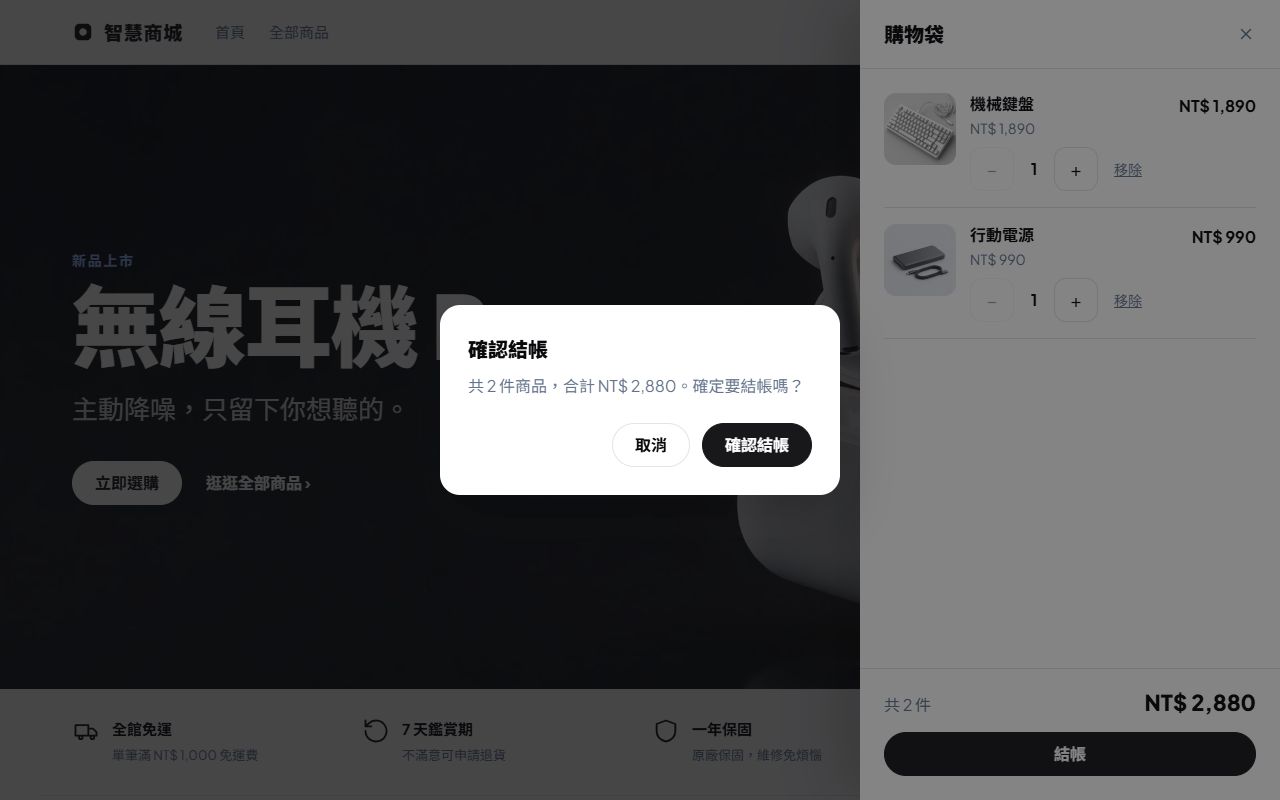 智慧商城
首頁
全部商品
新品上市
無線耳機
主動降噪，只留下你想聽的。
立即選購
逛逛全部商品 ›
全館免運
單筆滿 NT$ 1,000 免運費
7 天鑑賞期
不滿意可申請退貨
一年保固
原廠保固，維修免煩惱
購物袋
×
機械鍵盤
NT$ 1,890
NT$ 1,890
− 1 + 移除
行動電源
NT$ 990
NT$ 990
− 1 + 移除
共 2 件
NT$ 2,880
結帳
確認結帳
共 2 件商品，合計 NT$ 2,880。確定要結帳嗎？
取消
確認結帳